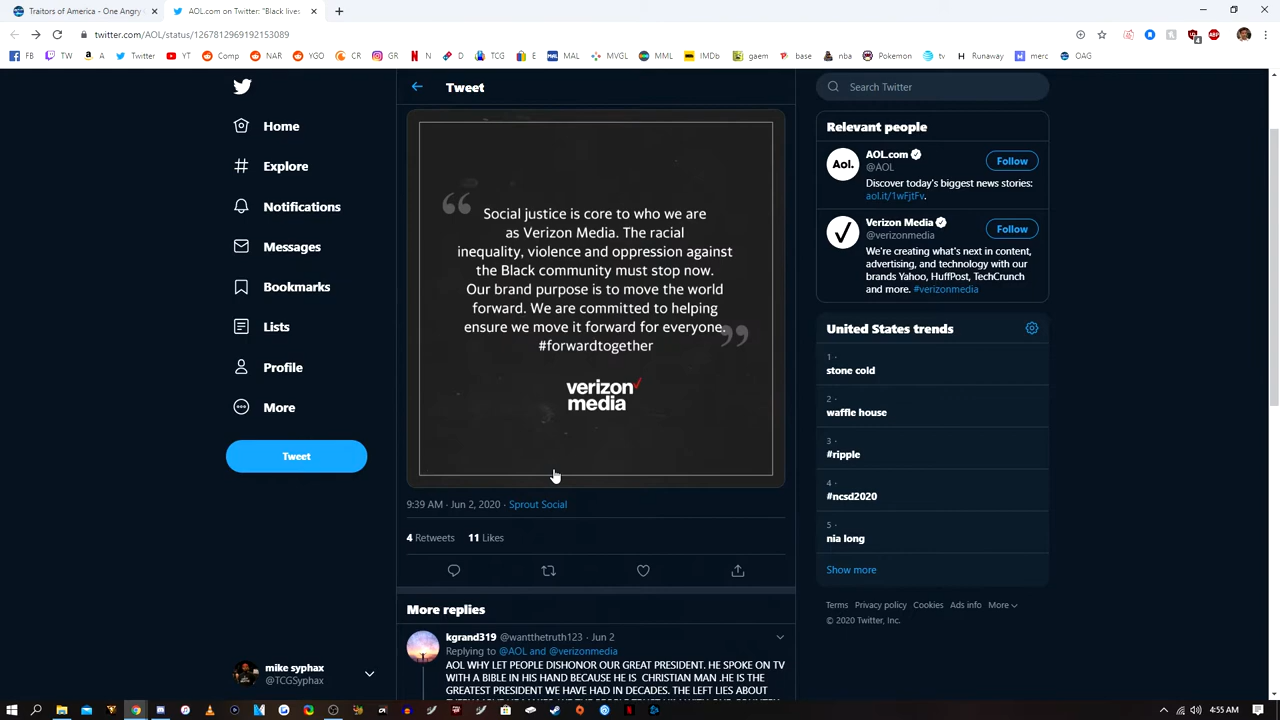 Traitors of America - One Angry
AOL.com on Twitter: "Black live:
twitter.com/AOL/status/1267812969192153089
FB
TW
A
Twitter
YT
Comp
NAR
YGO
CR
GR
N
D
TCG
E
MAL
MVGL
MML
IMDb
gaem
base
nba
Pokemon
tv
Runaway
merc
OAG
Home
Explore
Notifications
Messages
Bookmarks
Lists
Profile
More
Tweet
mike syphax
@TCGSyphax
Tweet
“
Social justice is core to who we are
as Verizon Media. The racial
inequality, violence and oppression against
the Black community must stop now.
Our brand purpose is to move the world
forward. We are committed to helping
ensure we move it forward for everyone.
”
#forwardtogether
verizon✓
media
9:39 AM · Jun 2, 2020 · Sprout Social
4 Retweets 11 Likes
More replies
kgrand319 @wantthetruth123 · Jun 2
Replying to @AOL and @verizonmedia
AOL WHY LET PEOPLE DISHONOR OUR GREAT PRESIDENT. HE SPOKE ON TV
WITH A BIBLE IN HIS HAND BECAUSE HE IS CHRISTIAN MAN .HE IS THE
GREATEST PRESIDENT WE HAVE HAD IN DECADES. THE LEFT LIES ABOUT
Search Twitter
Relevant people
Aol.
AOL.com
@AOL
Follow
Discover today's biggest news stories:
aol.it/1wFjtFv.
Verizon Media
@verizonmedia
Follow
We're creating what's next in content,
advertising, and technology with our
brands Yahoo, HuffPost, TechCrunch
and more. #verizonmedia
United States trends
1 ·
stone cold
2 ·
waffle house
3 ·
#ripple
4 ·
#ncsd2020
5 ·
nia long
Show more
Terms Privacy policy Cookies Ads info More
© 2020 Twitter, Inc.
4:55 AM